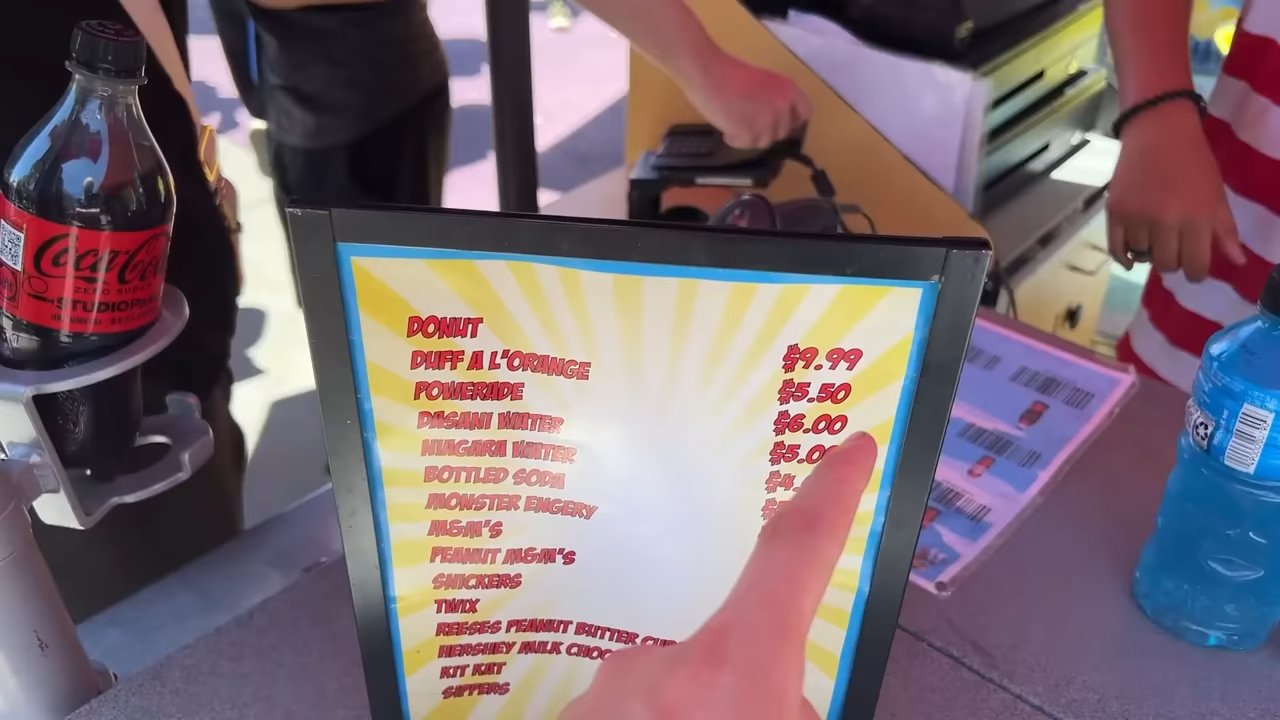 Coca-Cola
ZERO SUGAR
STUDIO
DONUT $9.99
DUFF A L'ORANGE $5.50
POWERADE $6.00
DASANI WATER
NIAGARA WATER
BOTTLED SODA
MONSTER ENGERY
M&M'S
PEANUT M&M'S
SNICKERS
TWIX
REESES PEANUT BUTTER
HERSHEY MILK
KIT KAT
SIPPERS